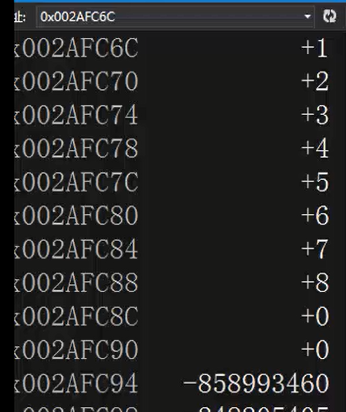 0x002AFC6C
x002AFC6C +1
x002AFC70 +2
x002AFC74 +3
x002AFC78 +4
x002AFC7C +5
x002AFC80 +6
x002AFC84 +7
x002AFC88 +8
x002AFC8C +0
x002AFC90 +0
x002AFC94 -858993460